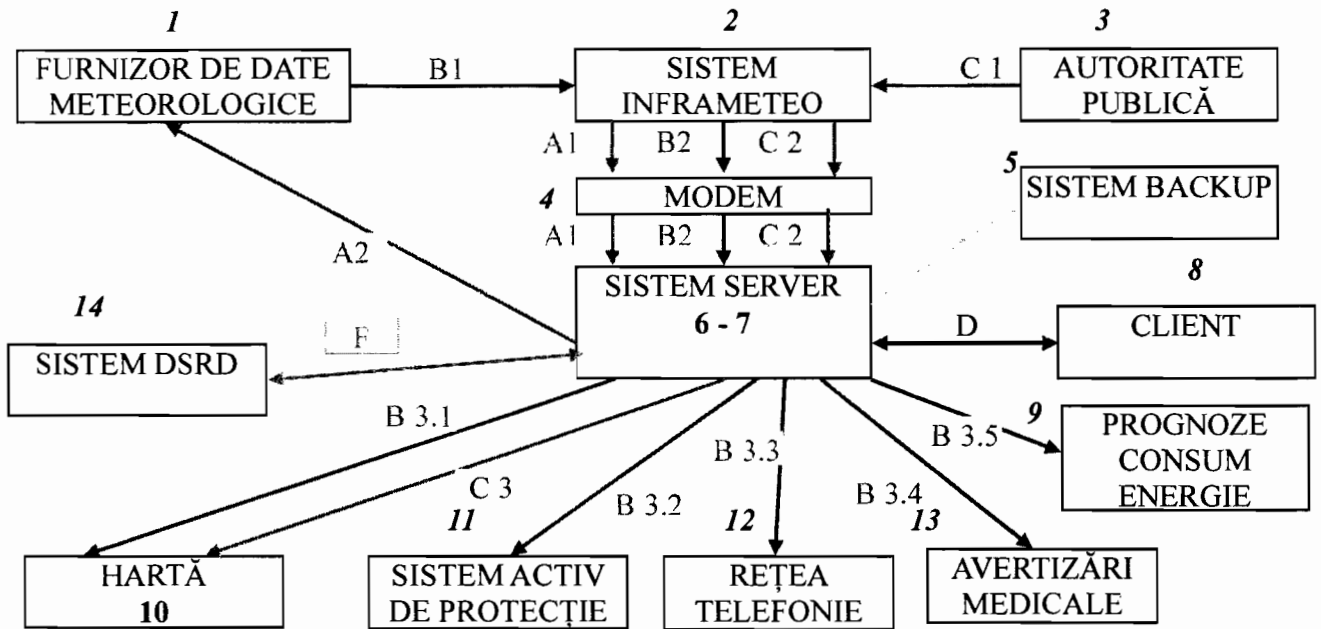 1
2
3
FURNIZOR DE DATE
METEOROLOGICE
B1
SISTEM
INFRAMETEO
C 1
AUTORITATE
PUBLICĂ
A1
B2
C 2
4
MODEM
5
SISTEM BACKUP
A1
B2
C 2
A2
SISTEM SERVER
6 - 7
8
D
CLIENT
14
SISTEM DSRD
F
B 3.1
C 3
B 3.2
B 3.3
B 3.4
B 3.5
9
PROGNOZE
CONSUM
ENERGIE
11
12
13
HARTĂ
10
SISTEM ACTIV
DE PROTECȚIE
REȚEA
TELEFONIE
AVERTIZĂRI
MEDICALE